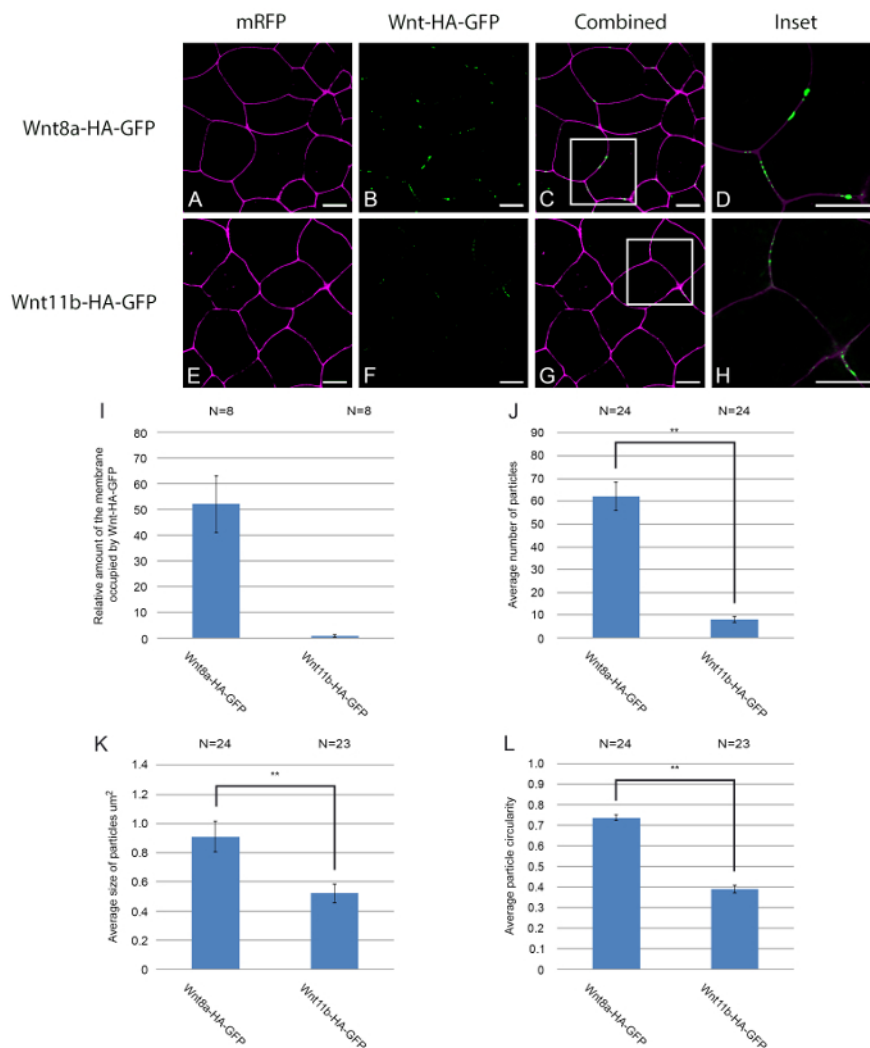 mRFP Wnt-HA-GFP Combined Inset
Wnt8a-HA-GFP
A B C D
Wnt11b-HA-GFP
E F G H
I
N=8 N=8
Relative amount of the membrane
occupied by Wnt-HA-GFP
80
70
60
50
40
30
20
10
0
Wnt8a-HA-GFP
Wnt11b-HA-GFP
J
N=24 N=24
**
Average number of particles
90
80
70
60
50
40
30
20
10
0
Wnt8a-HA-GFP
Wnt11b-HA-GFP
K
N=24 N=23
**
Average size of particles um²
1.4
1.2
1
0.8
0.6
0.4
0.2
0
Wnt8a-HA-GFP
Wnt11b-HA-GFP
L
N=24 N=23
**
Average particle circularity
1.0
0.9
0.8
0.7
0.6
0.5
0.4
0.3
0.2
0.1
0
Wnt8a-HA-GFP
Wnt11b-HA-GFP